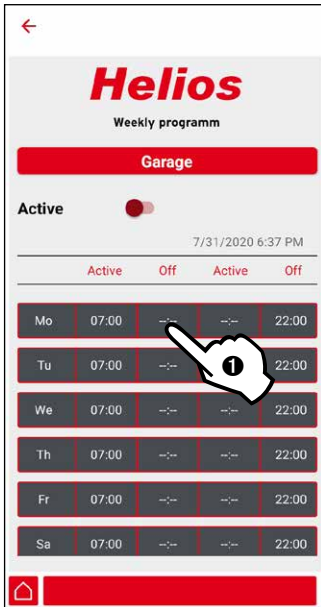 Helios
Weekly programm
Garage
Active
7/31/2020 6:37 PM
Active Off Active Off
Mo 07:00 --:-- --:-- 22:00
Tu 07:00 --:-- 22:00
1
We 07:00 --:-- --:-- 22:00
Th 07:00 --:-- --:-- 22:00
Fr 07:00 --:-- --:-- 22:00
Sa 07:00 --:-- --:-- 22:00